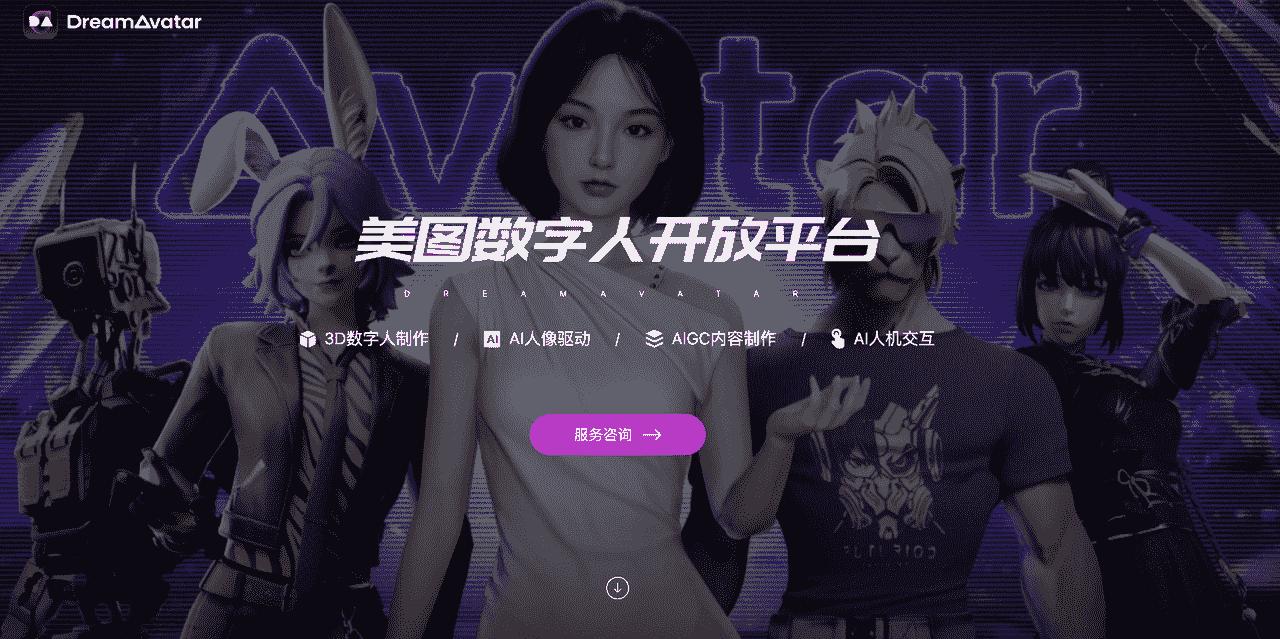 DreamAvatar
Avatar
美图数字人开放平台
DREAMAVATAR
3D数字人制作 / AI人像驱动 / AIGC内容制作 / AI人机交互
服务咨询